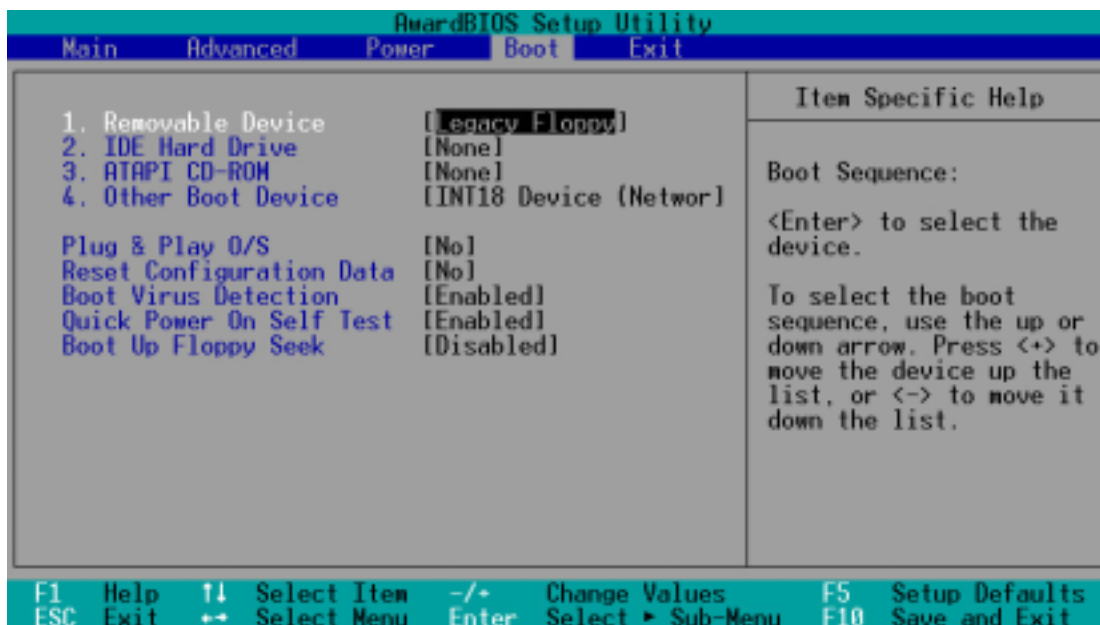 AwardBIOS Setup Utility
Main Advanced Power Boot Exit
1. Removable Device [Legacy Floppy]
2. IDE Hard Drive [None]
3. ATAPI CD-ROM [None]
4. Other Boot Device [INT18 Device (Networ]
Plug & Play O/S [No]
Reset Configuration Data [No]
Boot Virus Detection [Enabled]
Quick Power On Self Test [Enabled]
Boot Up Floppy Seek [Disabled]
Item Specific Help
Boot Sequence:
<Enter> to select the
device.
To select the boot
sequence, use the up or
down arrow. Press <+> to
move the device up the
list, or <-> to move it
down the list.
F1 Help ↑↓ Select Item -/+ Change Values F5 Setup Defaults
ESC Exit ←→ Select Menu Enter Select ► Sub-Menu F10 Save and Exit